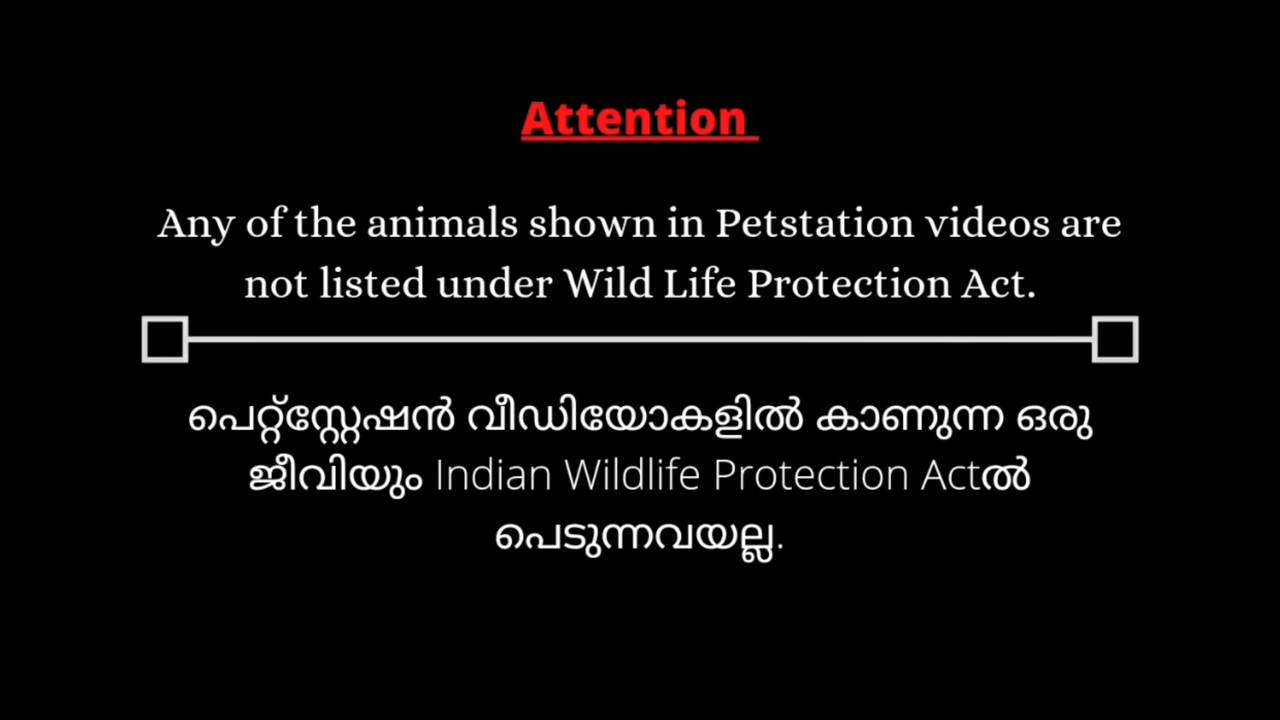 Attention
Any of the animals shown in Petstation videos are
not listed under Wild Life Protection Act.
പെറ്റ്സ്റ്റേഷൻ വീഡിയോകളിൽ കാണുന്ന ഒരു
ജീവിയും Indian Wildlife Protection Actൽ
പെടുന്നവയല്ല.